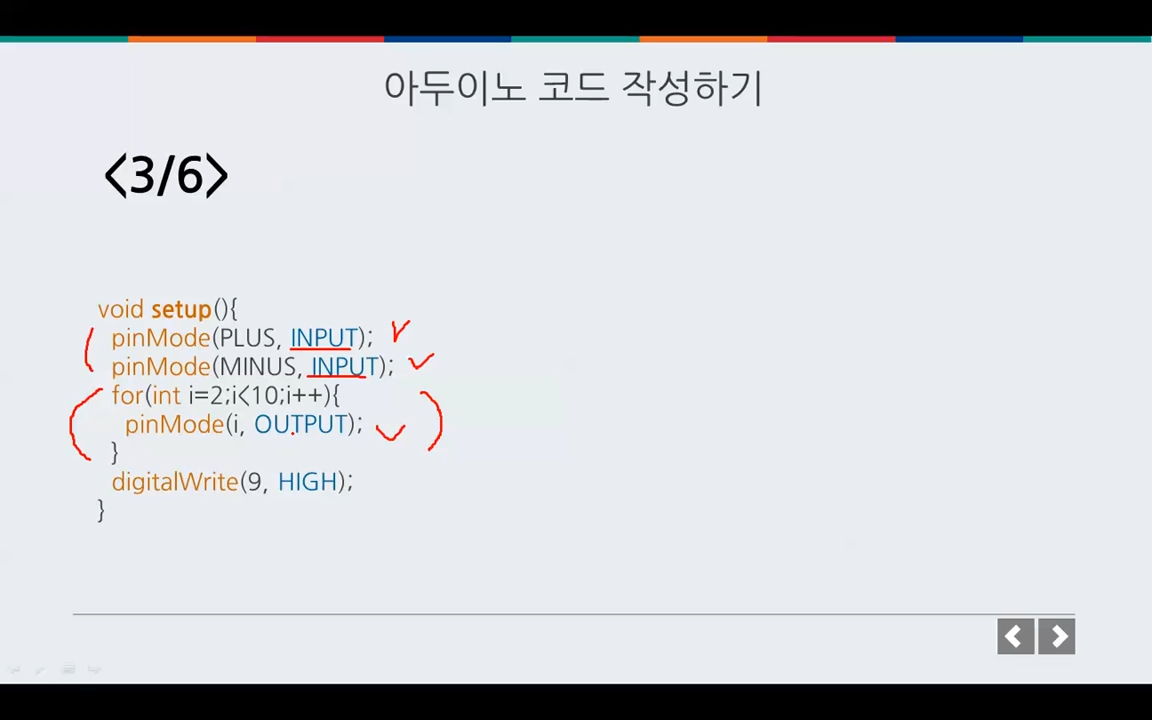 아두이노 코드 작성하기
<3/6>
void setup(){
pinMode(PLUS, INPUT);
pinMode(MINUS, INPUT);
for(int i=2;i<10;i++){
pinMode(i, OUTPUT);
}
digitalWrite(9, HIGH);
}